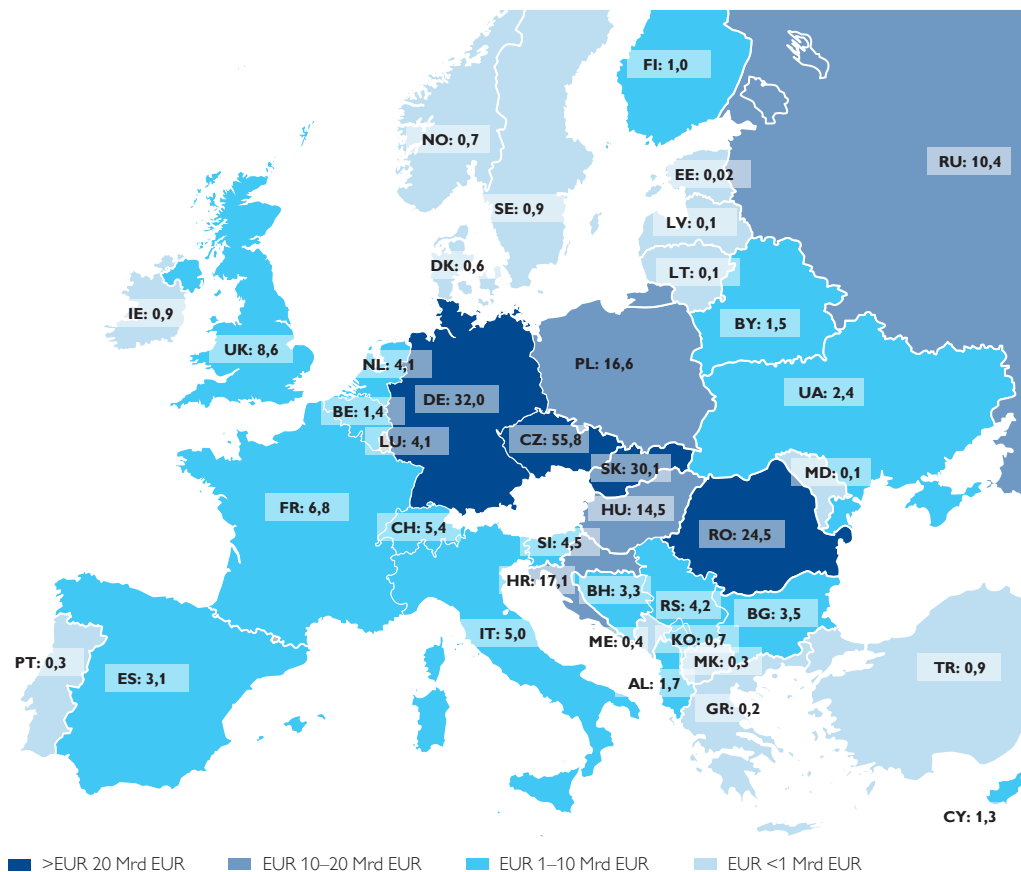 FI: 1,0
NO: 0,7
RU: 10,4
EE: 0,02
SE: 0,9
LV: 0,1
DK: 0,6
LT: 0,1
IE: 0,9
BY: 1,5
UK: 8,6
NL: 4,1
PL: 16,6
UA: 2,4
DE: 32,0
BE: 1,4
LU: 4,1
CZ: 55,8
SK: 30,1
MD: 0,1
FR: 6,8
HU: 14,5
CH: 5,4
SI: 4,5
RO: 24,5
HR: 17,1
BH: 3,3
RS: 4,2
BG: 3,5
IT: 5,0
ME: 0,4
KO: 0,7
PT: 0,3
MK: 0,3
TR: 0,9
ES: 3,1
AL: 1,7
GR: 0,2
CY: 1,3
>EUR 20 Mrd EUR EUR 10–20 Mrd EUR EUR 1–10 Mrd EUR EUR <1 Mrd EUR